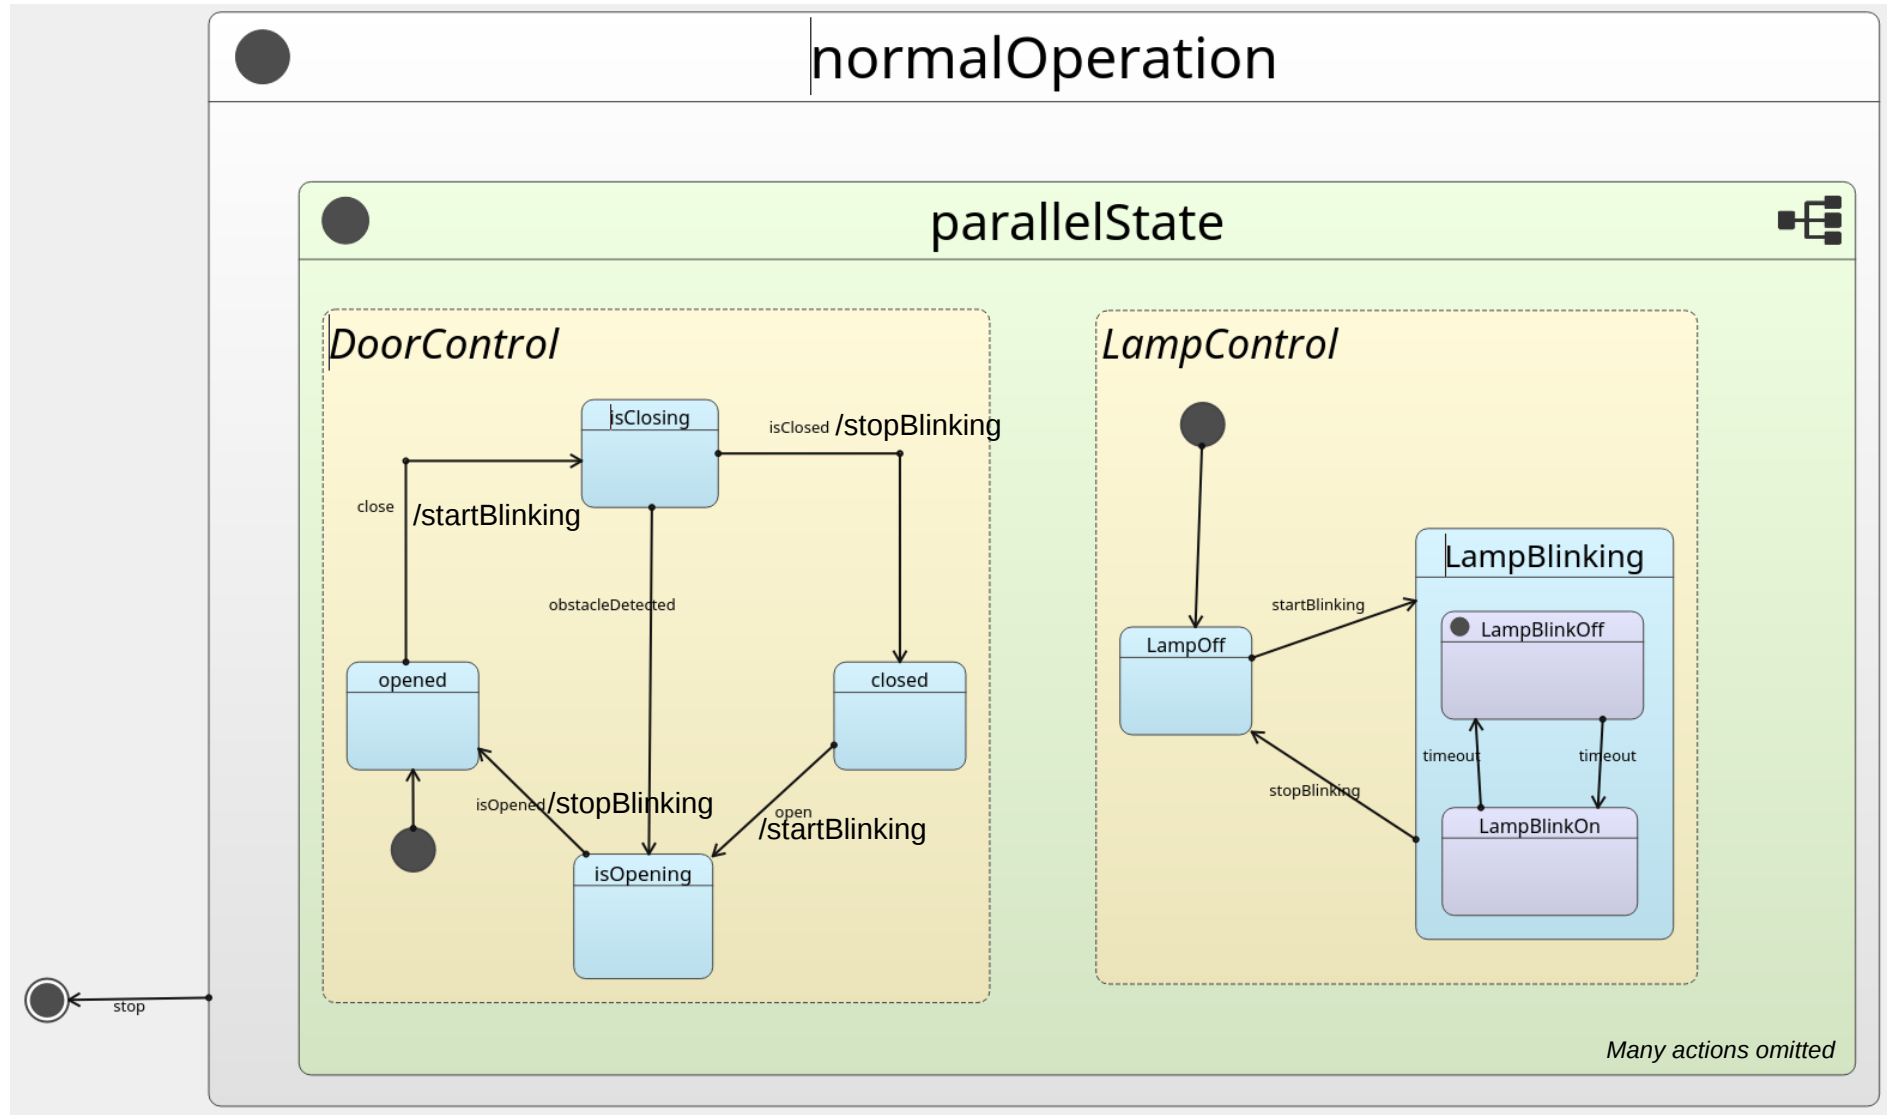 normalOperation
parallelState
DoorControl
isClosing
isClosed /stopBlinking
close
/startBlinking
obstacleDetected
opened
closed
isOpened/stopBlinking
open
/startBlinking
isOpening
LampControl
LampBlinking
startBlinking
LampBlinkOff
LampOff
timeout
timeout
stopBlinking
LampBlinkOn
stop
Many actions omitted